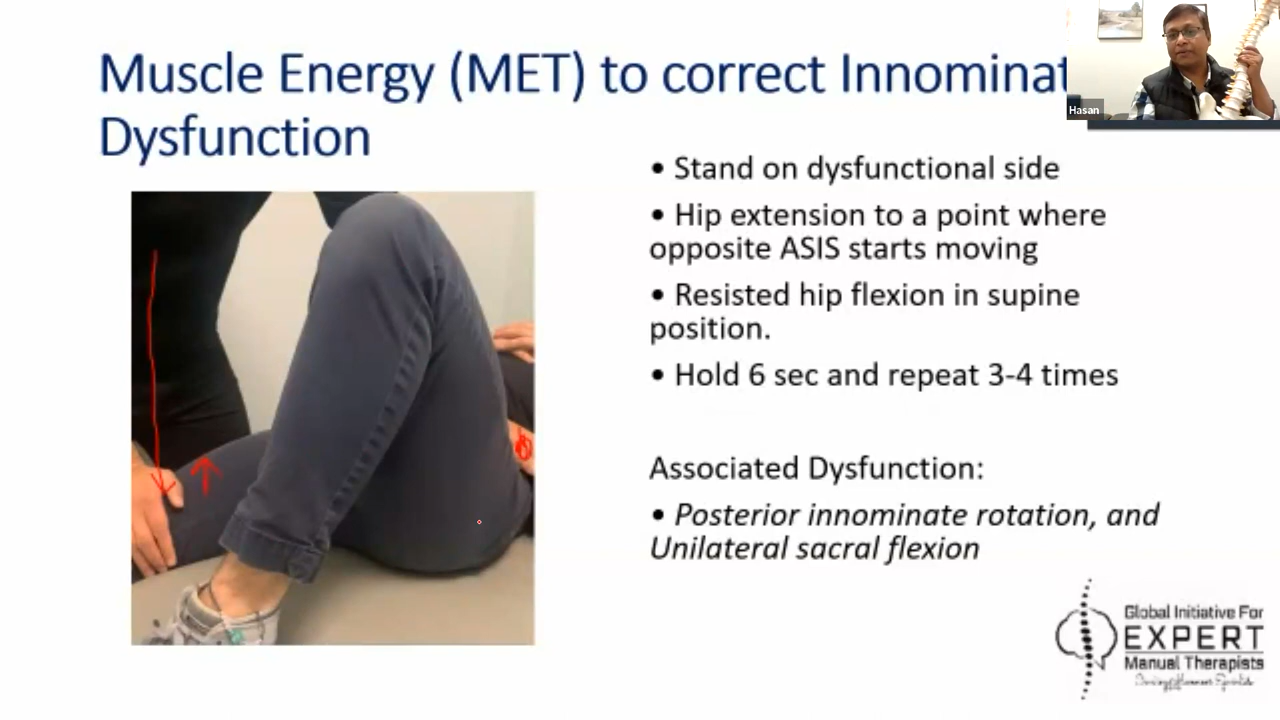 Muscle Energy (MET) to correct Innominat
Dysfunction
Hasan
• Stand on dysfunctional side
• Hip extension to a point where
opposite ASIS starts moving
• Resisted hip flexion in supine
position.
• Hold 6 sec and repeat 3-4 times
Associated Dysfunction:
• Posterior innominate rotation, and
Unilateral sacral flexion
Global Initiative For
EXPERT
Manual Therapists